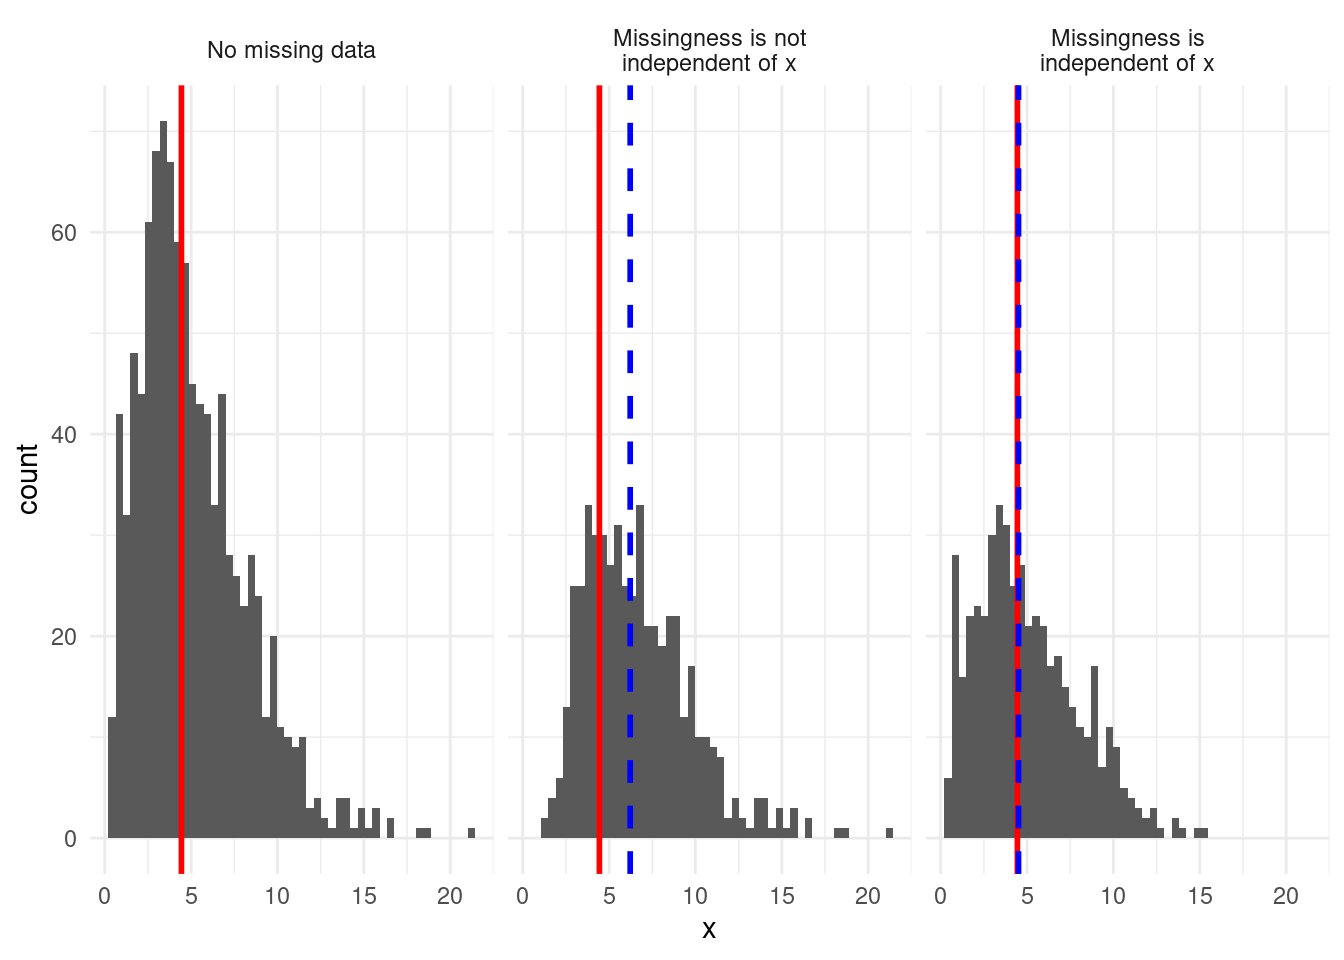 No missing data
Missingness is not
independent of x
Missingness is
independent of x
count
60
40
20
0
0 5 10 15 20
0 5 10 15 20
0 5 10 15 20
x